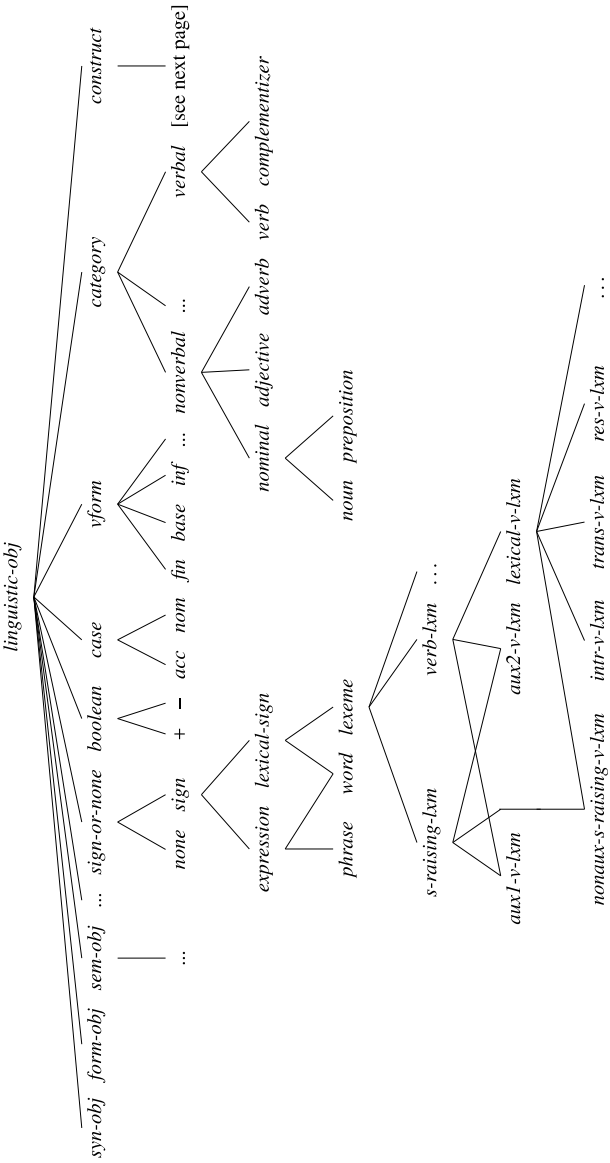 linguistic-obj
syn-obj form-obj sem-obj ... sign-or-none boolean case vform category construct
... none sign + − acc nom fin base inf ... nonverbal ... verbal [see next page]
expression lexical-sign nominal adjective adverb verb complementizer
phrase word lexeme noun preposition
s-raising-lxm verb-lxm ...
aux1-v-lxm aux2-v-lxm lexical-v-lxm
nonaux-s-raising-v-lxm intr-v-lxm trans-v-lxm res-v-lxm ...